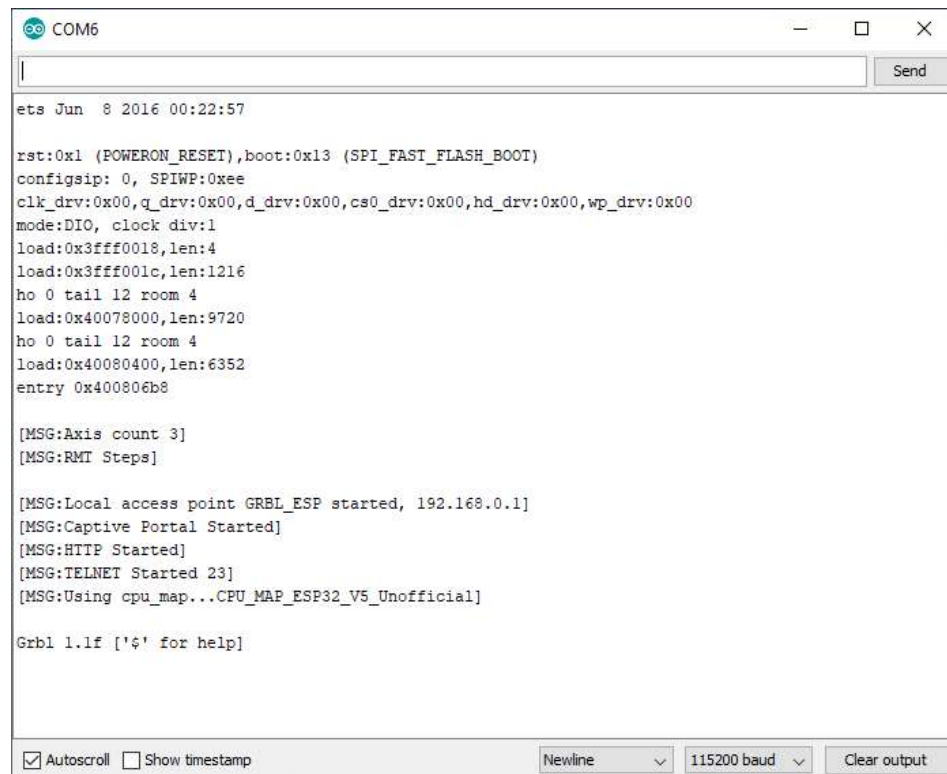 COM6
Send
ets Jun  8 2016 00:22:57
rst:0x1 (POWERON_RESET),boot:0x13 (SPI_FAST_FLASH_BOOT)
configsip: 0, SPIWP:0xee
clk_drv:0x00,q_drv:0x00,d_drv:0x00,cs0_drv:0x00,hd_drv:0x00,wp_drv:0x00
mode:DIO, clock div:1
load:0x3fff0018,len:4
load:0x3fff001c,len:1216
ho 0 tail 12 room 4
load:0x40078000,len:9720
ho 0 tail 12 room 4
load:0x40080400,len:6352
entry 0x400806b8
[MSG:Axis count 3]
[MSG:RMT Steps]
[MSG:Local access point GRBL_ESP started, 192.168.0.1]
[MSG:Captive Portal Started]
[MSG:HTTP Started]
[MSG:TELNET Started 23]
[MSG:Using cpu_map...CPU_MAP_ESP32_V5_Unofficial]
Grbl 1.1f ['$' for help]
Autoscroll Show timestamp Newline 115200 baud Clear output